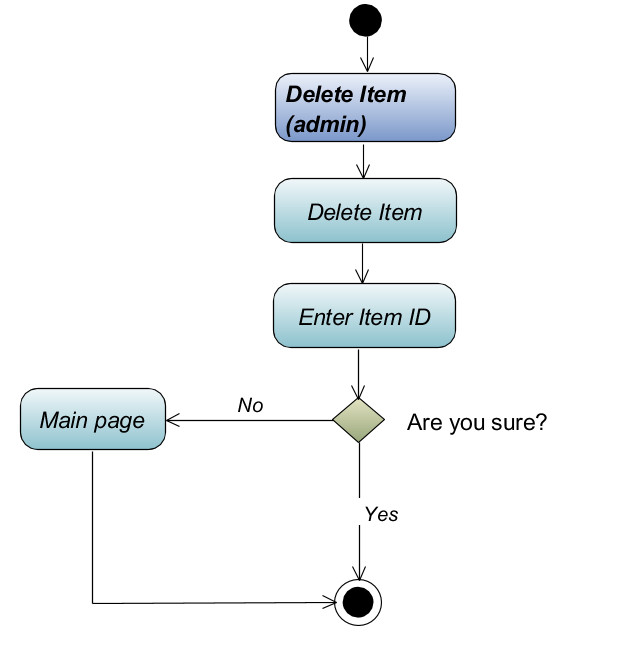 Delete Item
(admin)
Delete Item
Enter Item ID
No
Main page
Are you sure?
Yes